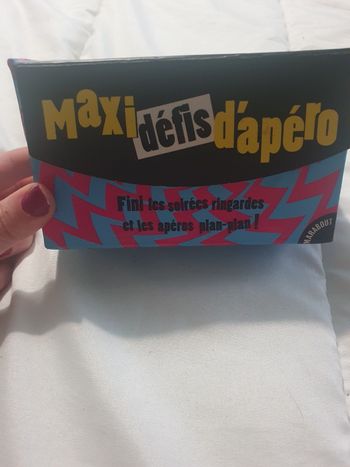 Maxi défis d'apéro
Fini les soirées ringardes
et les apéros plan-plan !
MARABOUT